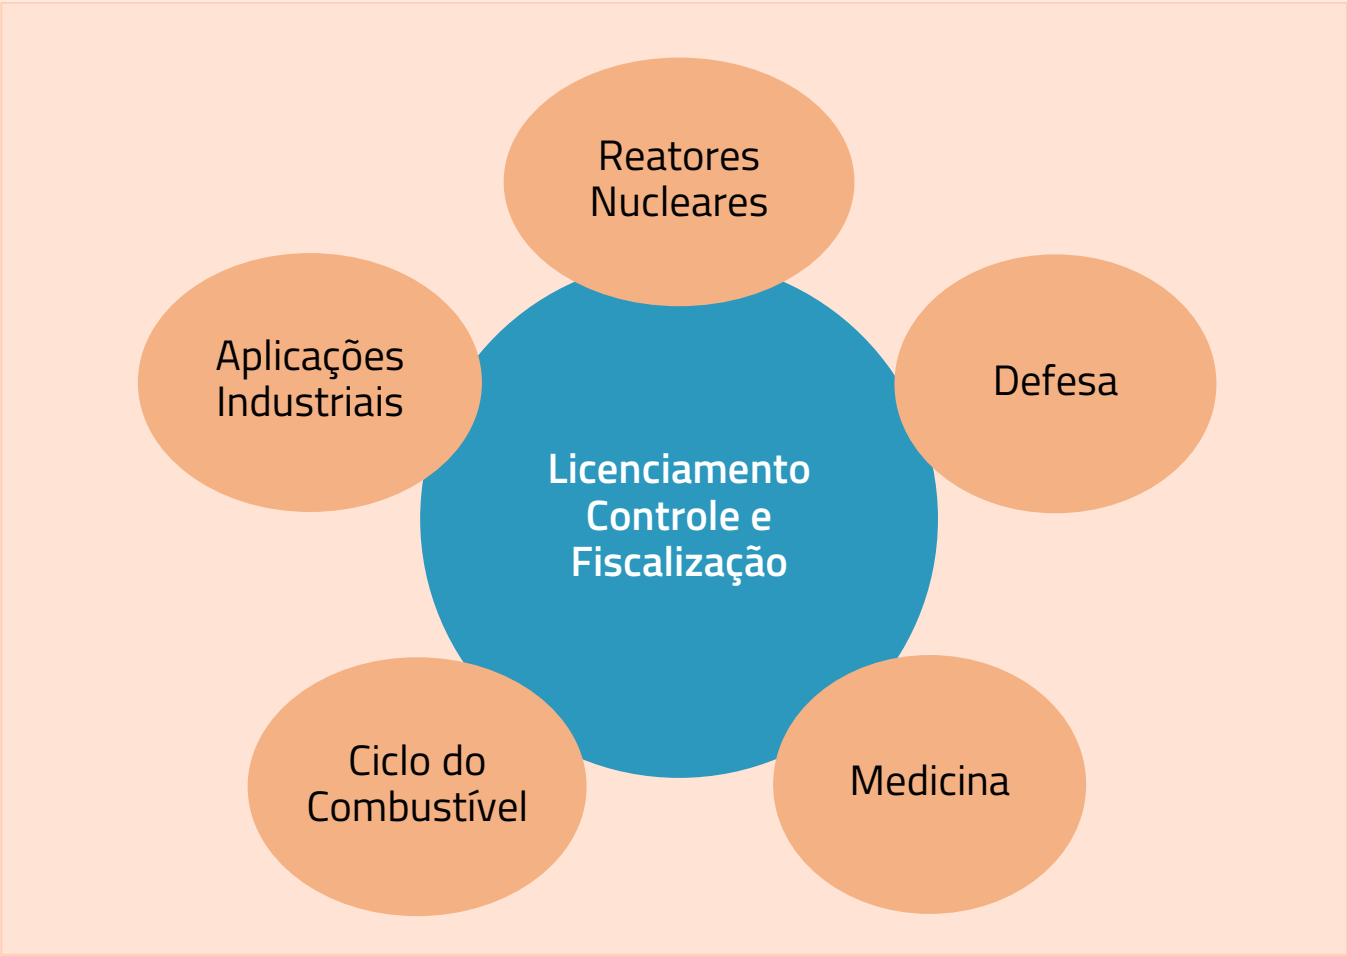 Reatores
Nucleares
Aplicações
Industriais
Defesa
Licenciamento
Controle e
Fiscalização
Ciclo do
Combustível
Medicina